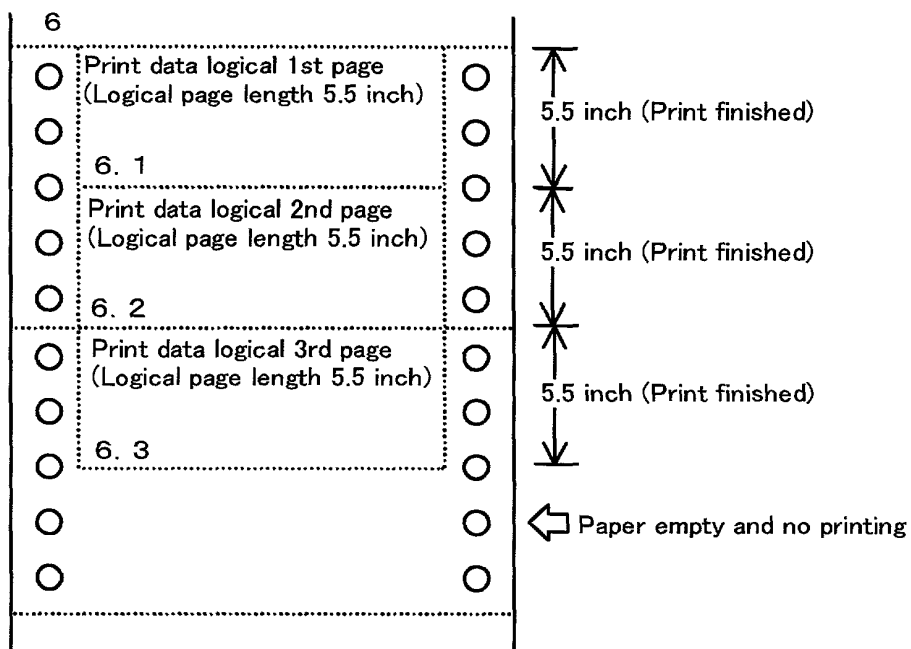 6
Print data logical 1st page
(Logical page length 5.5 inch)
5.5 inch (Print finished)
6. 1
Print data logical 2nd page
(Logical page length 5.5 inch)
5.5 inch (Print finished)
6. 2
Print data logical 3rd page
(Logical page length 5.5 inch)
5.5 inch (Print finished)
6. 3
Paper empty and no printing